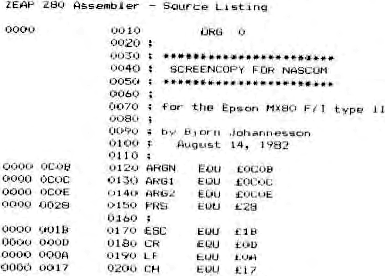 ZEAP Z80 Assembler - Source Listing
0000 0010 ORG 0
0020 ;
0030 ; ************************
0040 ; SCREENCOPY FOR NASCOM
0050 ; ************************
0060 ;
0070 ; for the Epson MX80 F/T type II
0080 ;
0090 ; by Bjorn Johannesson
0100 ; August 14, 1982
0110 ;
0000 0C0B 0120 ARGN EQU £0C0B
0000 0C0C 0130 ARG1 EQU £0C0C
0000 0C0E 0140 ARG2 EQU £0C0E
0000 0028 0150 PRS EQU £28
0160 ;
0000 001B 0170 ESC EQU £1B
0000 000D 0180 CR EQU £0D
0000 000A 0190 LF EQU £0A
0000 0017 0200 CH EQU £17